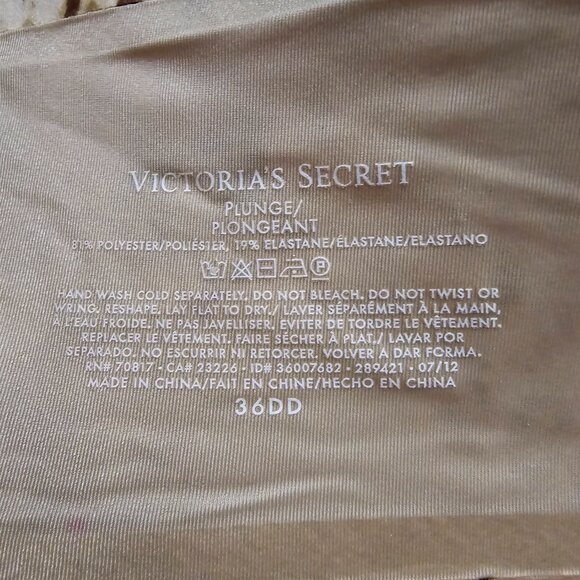 VICTORIA'S SECRET
PLUNGE/
PLONGEANT
81% POLYESTER/POLIÉSTER, 19% ELASTANE/ÉLASTANE/ELASTANO
HAND WASH COLD SEPARATELY. DO NOT BLEACH. DO NOT TWIST OR
WRING. RESHAPE. LAY FLAT TO DRY./ LAVER SÉPARÉMENT À LA MAIN,
À L'EAU FROIDE. NE PAS JAVELLISER. ÉVITER DE TORDRE LE VÊTEMENT.
REPLACER LE VÊTEMENT. FAIRE SÉCHER À PLAT./ LAVAR POR
SEPARADO. NO ESCURRIR NI RETORCER. VOLVER A DAR FORMA.
RN# 70817 • CA# 23226 • ID# 36007682 • 289421 • 07/12
MADE IN CHINA/FAIT EN CHINE/HECHO EN CHINA
36DD